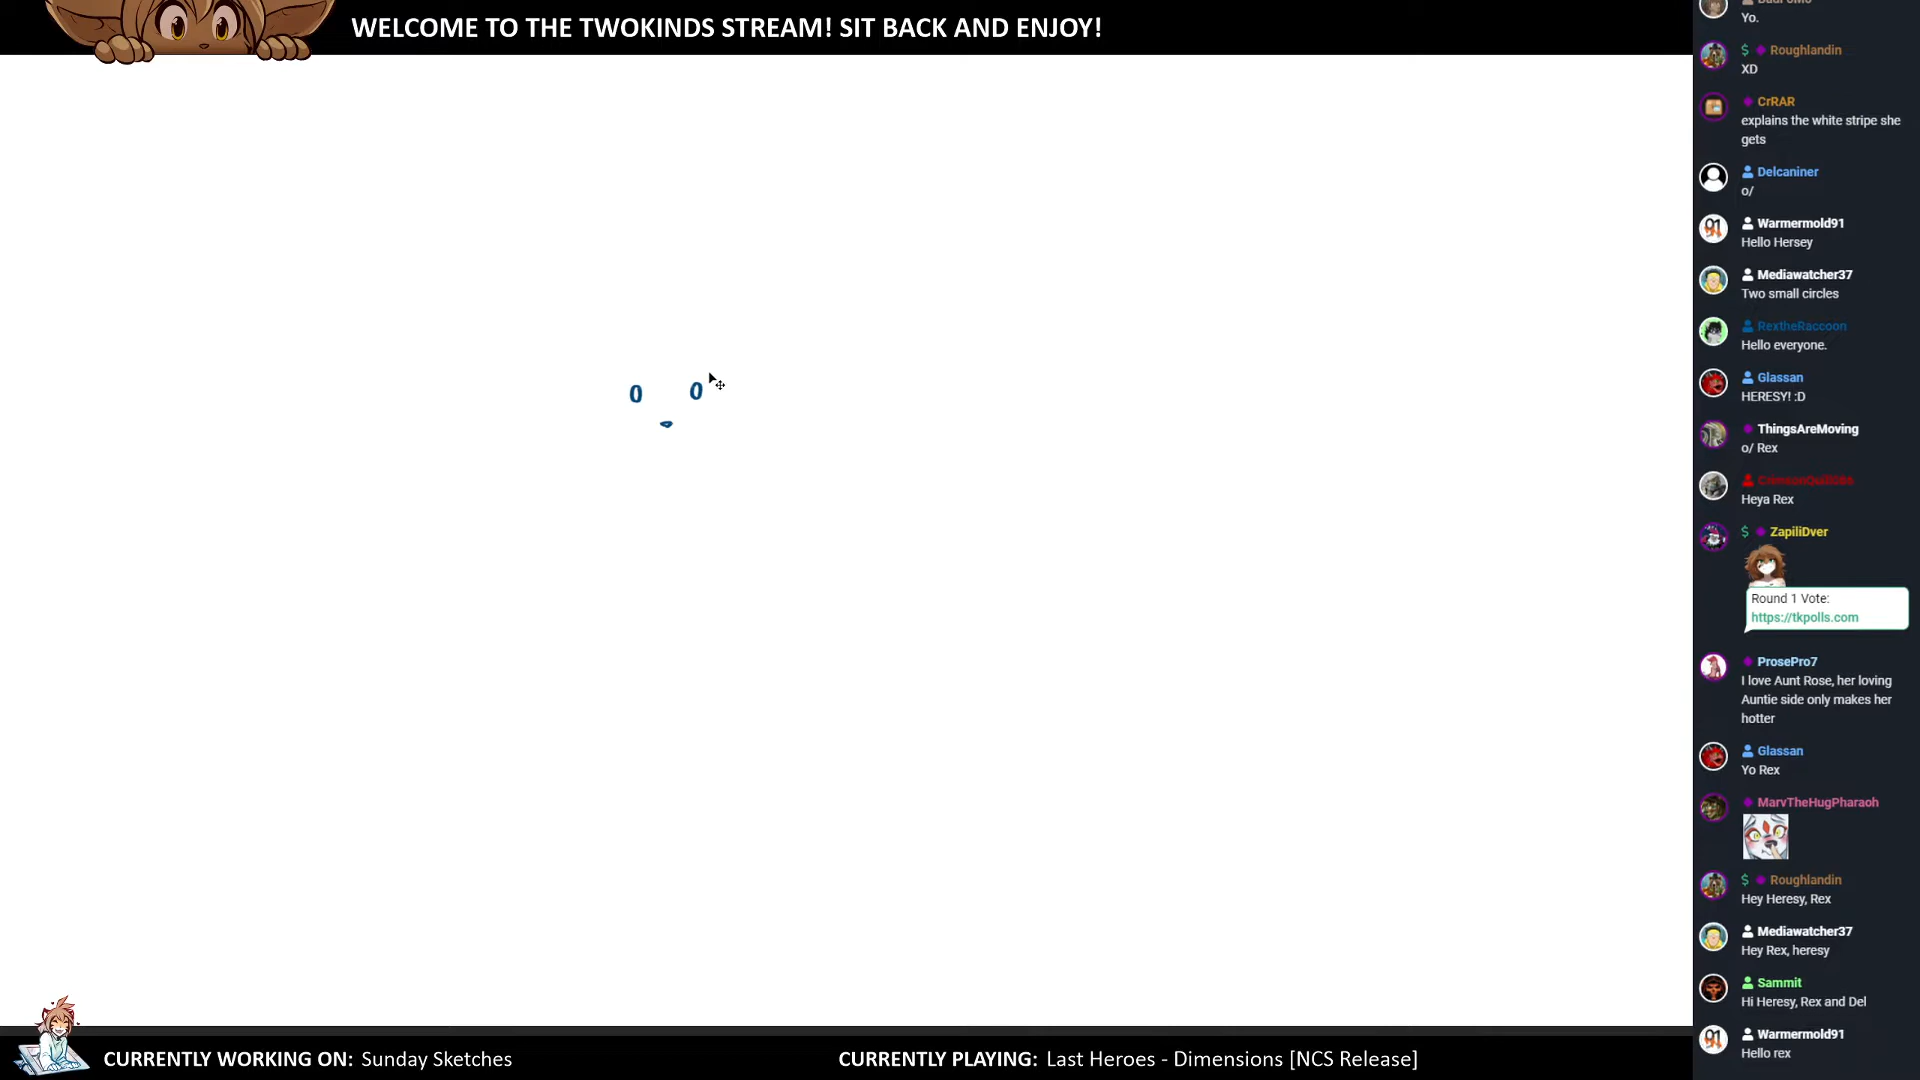 WELCOME TO THE TWOKINDS STREAM! SIT BACK AND ENJOY!
Yo.
$ Roughlandin
XD
CrRAR
explains the white stripe she
gets
Delcaniner
o/
Warmermold91
Hello Hersey
Mediawatcher37
Two small circles
RextheRaccoon
Hello everyone.
Glassan
HERESY! :D
ThingsAreMoving
o/ Rex
CrimsonQuill086
Heya Rex
$ ZapiliDver
Round 1 Vote:
https://tkpolls.com
ProsePro7
I love Aunt Rose, her loving
Auntie side only makes her
hotter
Glassan
Yo Rex
MarvTheHugPharaoh
$ Roughlandin
Hey Heresy, Rex
Mediawatcher37
Hey Rex, heresy
Sammit
Hi Heresy, Rex and Del
Warmermold91
Hello rex
CURRENTLY WORKING ON: Sunday Sketches
CURRENTLY PLAYING: Last Heroes - Dimensions [NCS Release]